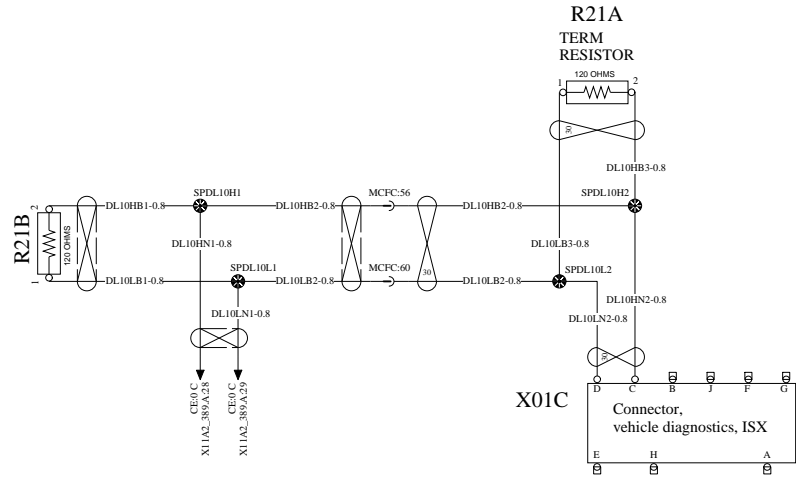 R21A
TERM
RESISTOR
120 OHMS
1
2
30
DL10HB3-0.8
SPDL10H1
MCFC:56
SPDL10H2
2
DL10HB1-0.8
DL10HB2-0.8
DL10HB2-0.8
R21B
120 OHMS
DL10HN1-0.8
DL10LB3-0.8
SPDL10L1
MCFC:60
30
SPDL10L2
1
DL10LB1-0.8
DL10LB2-0.8
DL10LB2-0.8
DL10HN2-0.8
DL10LN1-0.8
DL10LN2-0.8
30
CE:0 C
X11A2_389.A:28
CE:0 C
X11A2_389.A:29
X01C
D
C
B
J
F
G
Connector,
vehicle diagnostics, ISX
E
H
A